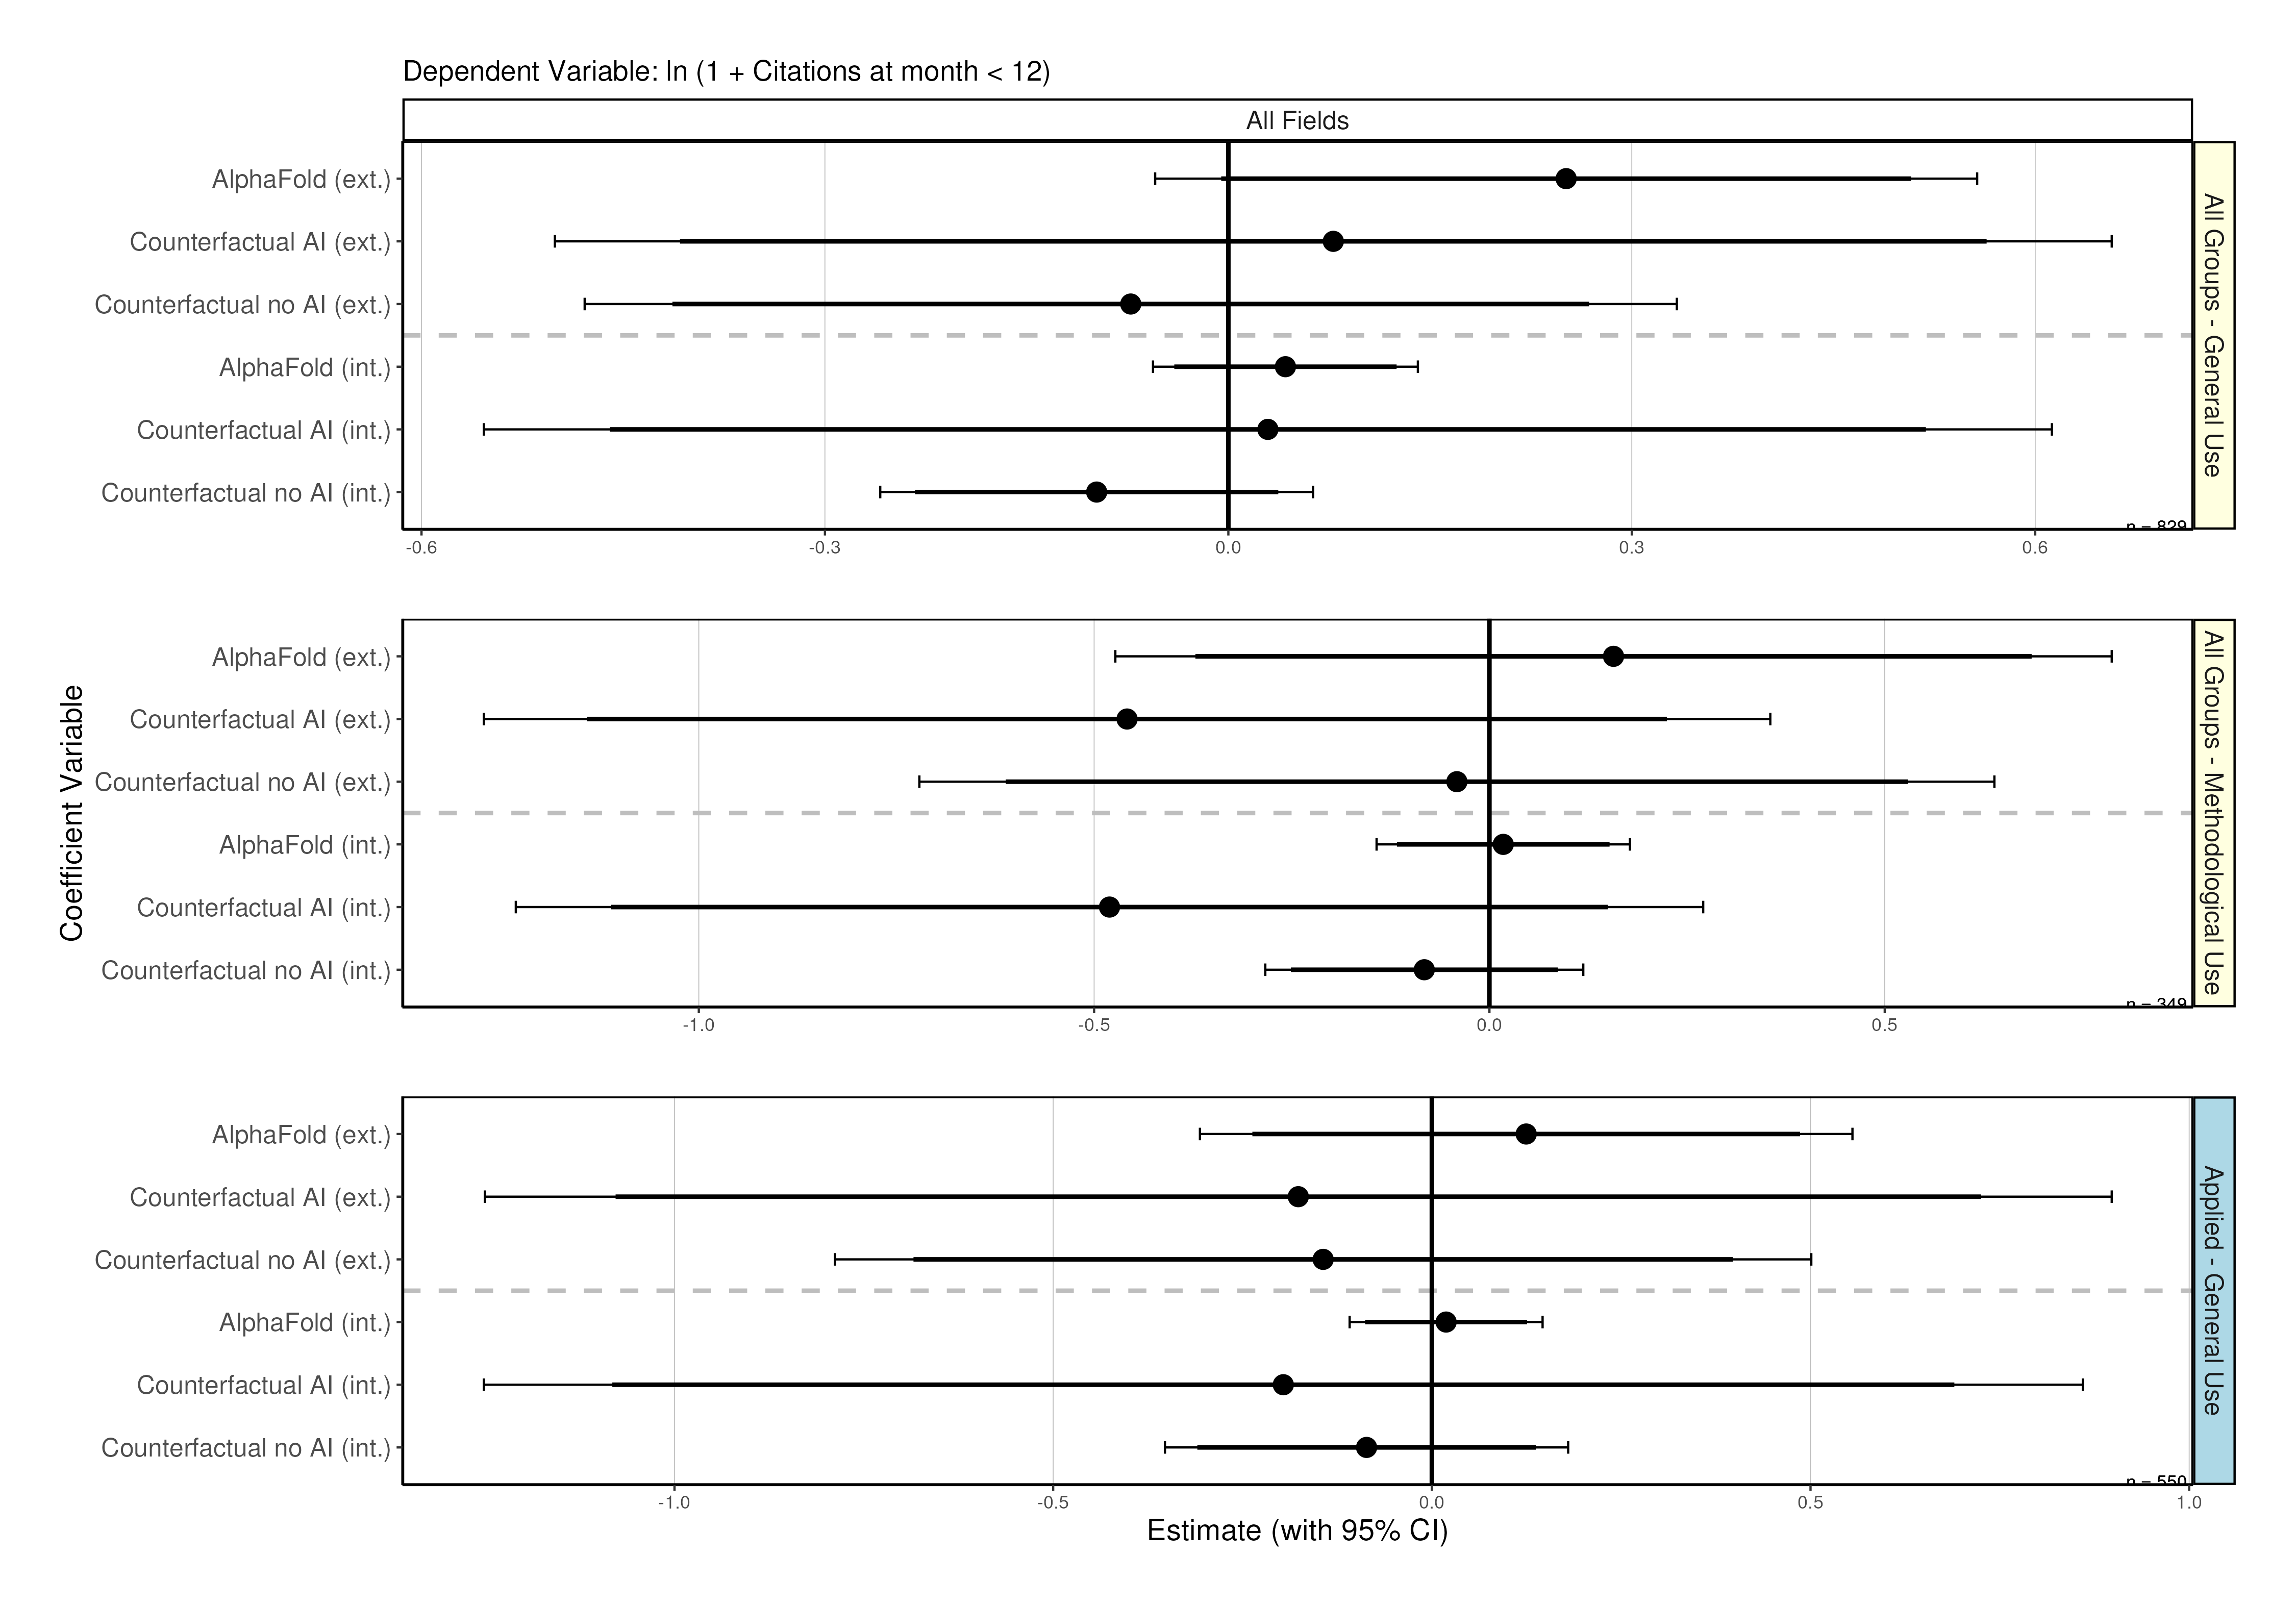 Dependent Variable: ln (1 + Citations at month < 12)
All Fields
AlphaFold (ext.)
Counterfactual AI (ext.)
Counterfactual no AI (ext.)
AlphaFold (int.)
Counterfactual AI (int.)
Counterfactual no AI (int.)
All Groups - General Use
n = 829
-0.6
-0.3
0.0
0.3
0.6
Coefficient Variable
AlphaFold (ext.)
Counterfactual AI (ext.)
Counterfactual no AI (ext.)
AlphaFold (int.)
Counterfactual AI (int.)
Counterfactual no AI (int.)
All Groups - Methodological Use
n = 349
-1.0
-0.5
0.0
0.5
AlphaFold (ext.)
Counterfactual AI (ext.)
Counterfactual no AI (ext.)
AlphaFold (int.)
Counterfactual AI (int.)
Counterfactual no AI (int.)
Applied - General Use
n = 550
-1.0
-0.5
0.0
0.5
1.0
Estimate (with 95% CI)